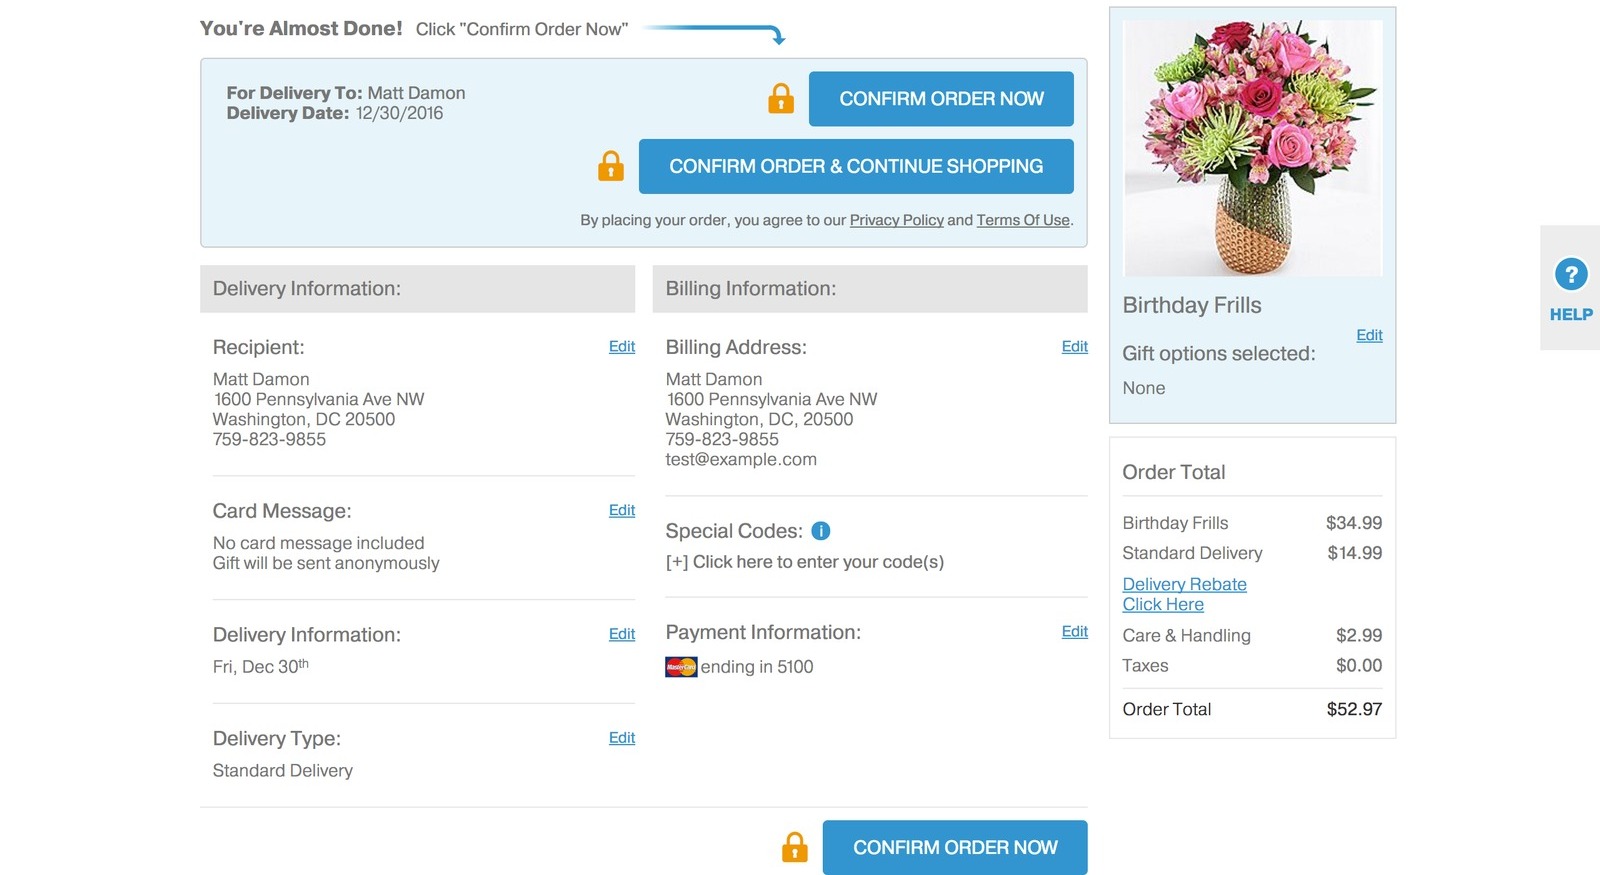 You're Almost Done! Click "Confirm Order Now"
For Delivery To: Matt Damon
Delivery Date: 12/30/2016
CONFIRM ORDER NOW
CONFIRM ORDER & CONTINUE SHOPPING
By placing your order, you agree to our Privacy Policy and Terms Of Use.
Delivery Information:
Recipient:
Edit
Matt Damon
1600 Pennsylvania Ave NW
Washington, DC 20500
759-823-9855
Card Message:
Edit
No card message included
Gift will be sent anonymously
Delivery Information:
Edit
Fri, Dec 30th
Delivery Type:
Edit
Standard Delivery
Billing Information:
Billing Address:
Edit
Matt Damon
1600 Pennsylvania Ave NW
Washington, DC, 20500
759-823-9855
test@example.com
Special Codes: i
[+] Click here to enter your code(s)
Payment Information:
Edit
MasterCard ending in 5100
CONFIRM ORDER NOW
Birthday Frills
Edit
Gift options selected:
None
Order Total
Birthday Frills $34.99
Standard Delivery $14.99
Delivery Rebate
Click Here
Care & Handling $2.99
Taxes $0.00
Order Total $52.97
?
HELP